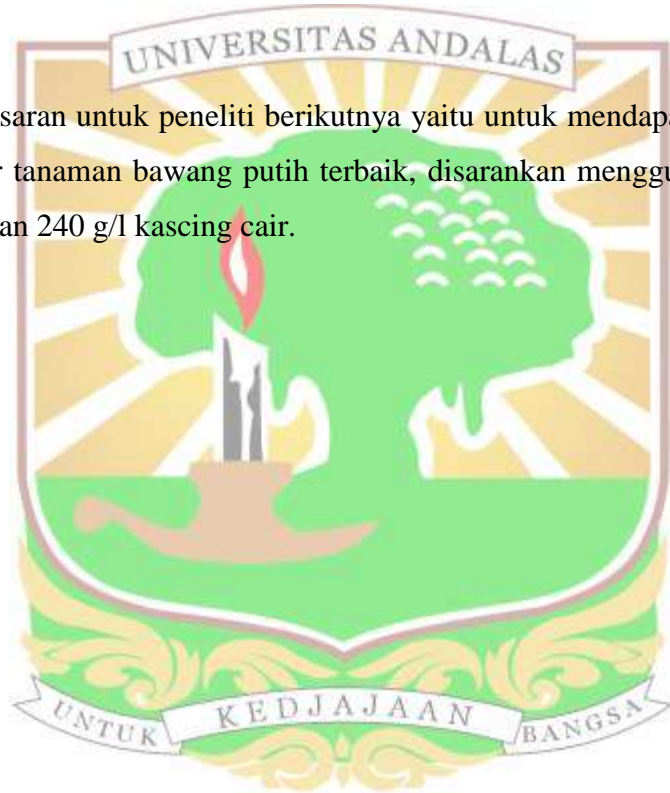 UNIVERSITAS ANDALAS
saran untuk peneliti berikutnya yaitu untuk mendapa
r tanaman bawang putih terbaik, disarankan menggu
an 240 g/l kascing cair.
UNTUK KEDJAJAAN BANGSA